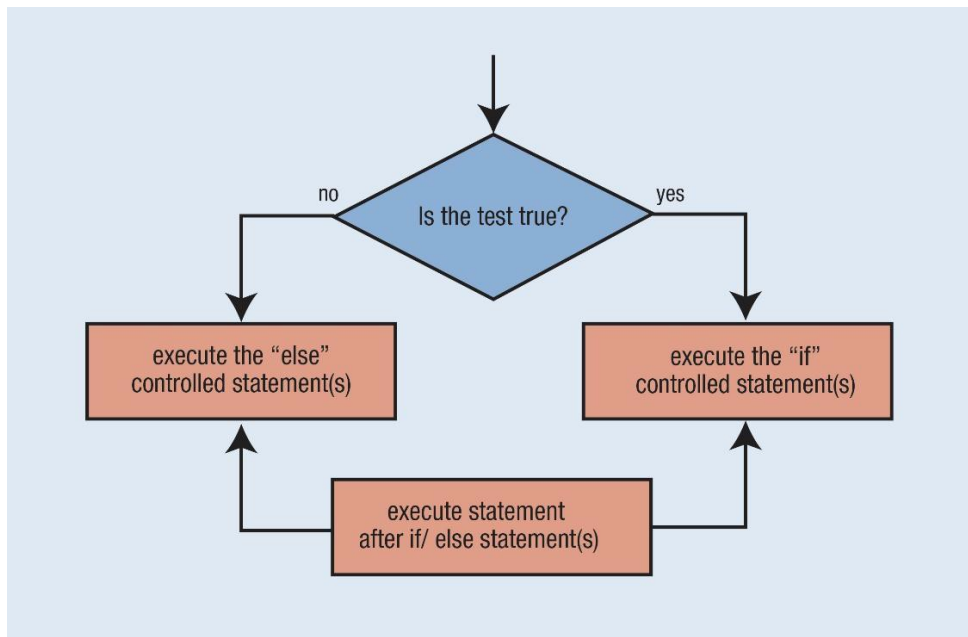 no
yes
Is the test true?
execute the “else”
controlled statement(s)
execute the “if”
controlled statement(s)
execute statement
after if/ else statement(s)